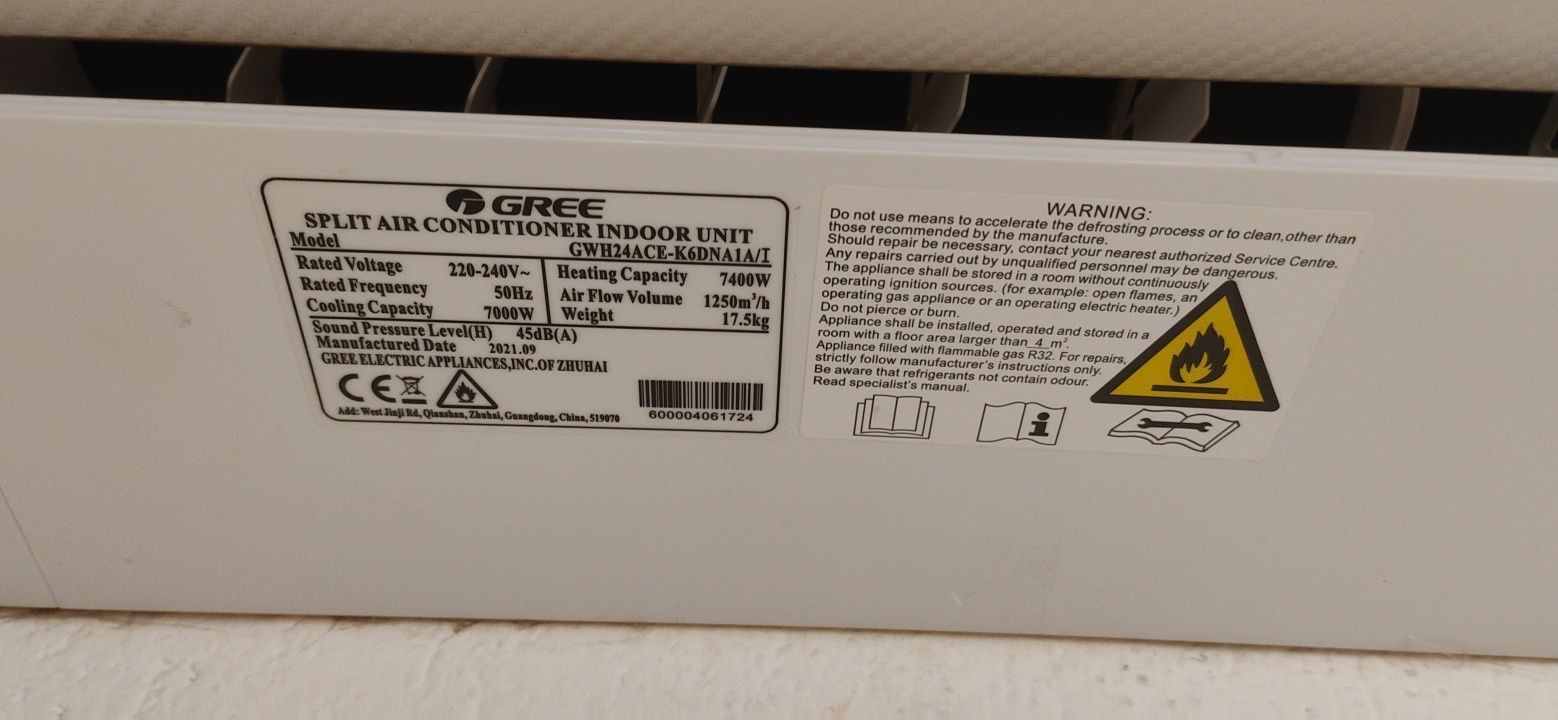 GREE
SPLIT AIR CONDITIONER INDOOR UNIT
Model GWH24ACE-K6DNA1A/I
Rated Voltage 220-240V~
Rated Frequency 50Hz
Cooling Capacity 7000W
Heating Capacity 7400W
Air Flow Volume 1250m³/h
Weight 17.5kg
Sound Pressure Level(H) 45dB(A)
Manufactured Date 2021.09
GREE ELECTRIC APPLIANCES,INC.OF ZHUHAI
CE
600004061724
Add: West Jinji Rd, Qianshan, Zhuhai, Guangdong, China, 519070
WARNING:
Do not use means to accelerate the defrosting process or to clean,other than
those recommended by the manufacture.
Should repair be necessary, contact your nearest authorized Service Centre.
Any repairs carried out by unqualified personnel may be dangerous.
The appliance shall be stored in a room without continuously
operating ignition sources. (for example: open flames, an
operating gas appliance or an operating electric heater.)
Do not pierce or burn.
Appliance shall be installed, operated and stored in a
room with a floor area larger than 4 m².
Appliance filled with flammable gas R32. For repairs,
strictly follow manufacturer's instructions only.
Be aware that refrigerants not contain odour.
Read specialist's manual.
i